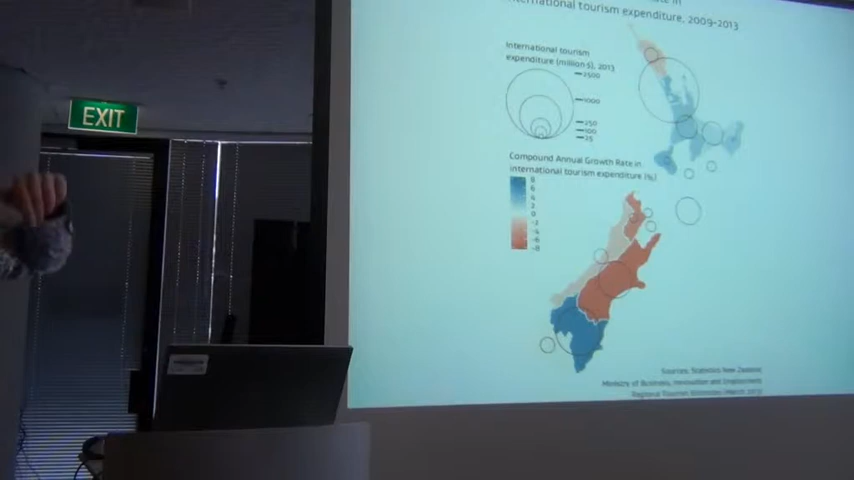 EXIT
International tourism expenditure, 2009-2013
International tourism
expenditure (million $), 2013
2500
1000
250
100
25
Compound Annual Growth Rate in
international tourism expenditure (%)
8
6
4
2
0
-2
-4
-6
-8
Sources: Statistics New Zealand
Ministry of Business, Innovation and Employment
Regional Tourism Estimates